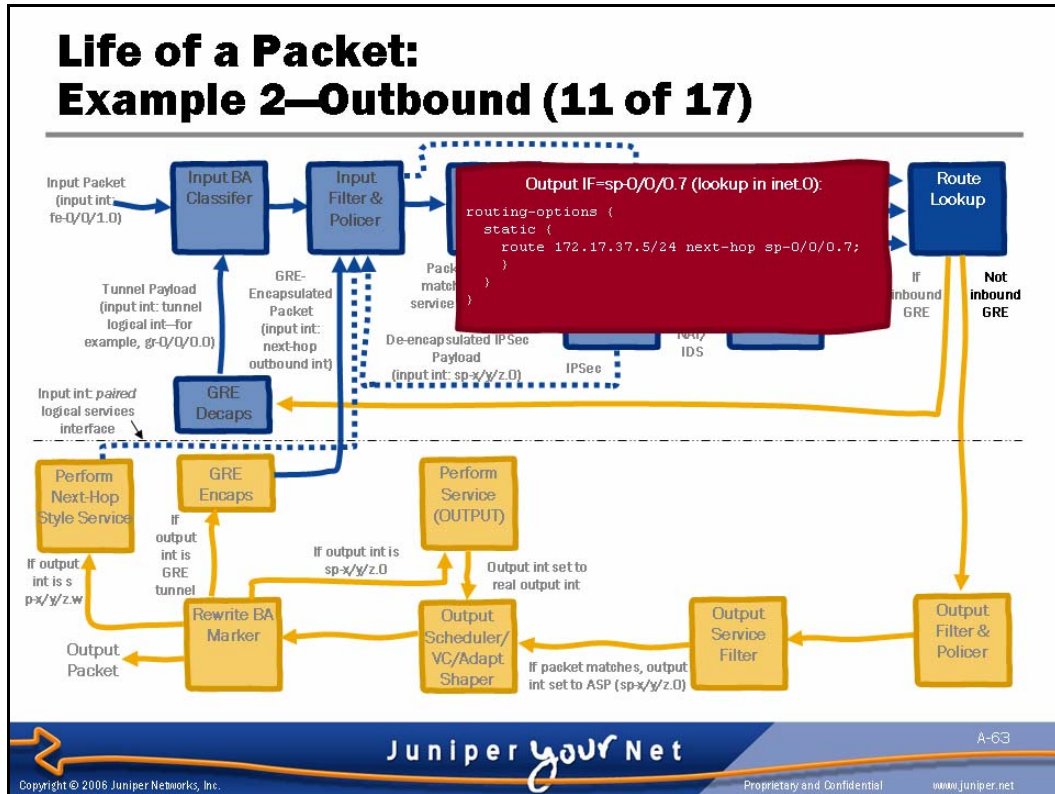 Life of a Packet:
Example 2—Outbound (11 of 17)
Input Packet
(input int:
fe-0/0/1.0)
Input BA
Classifer
Input
Filter &
Policer
Output IF=sp-0/0/0.7 (lookup in inet.0):
routing-options {
static {
route 172.17.37.5/24 next-hop sp-0/0/0.7;
}
}
}
Route
Lookup
Tunnel Payload
(input int: tunnel
logical int—for
example, gr-0/0/0.0)
GRE-
Encapsulated
Packet
(input int:
next-hop
outbound int)
Pack
match
service
De-encapsulated IPSec
Payload
(input int: sp-x/y/z.0)
IPSec
NAT/
IDS
If
inbound
GRE
Not
inbound
GRE
Input int: paired
logical services
interface
GRE
Decaps
Perform
Next-Hop
Style Service
GRE
Encaps
Perform
Service
(OUTPUT)
If output
int is s
p-x/y/z.w
If
output
int is
GRE
tunnel
If output int is
sp-x/y/z.0
Output int set to
real output int
Rewrite BA
Marker
Output
Packet
Output
Scheduler/
VC/Adapt
Shaper
If packet matches, output
int set to ASP (sp-x/y/z.0)
Output
Service
Filter
Output
Filter &
Policer
Juniper your Net
A-63
Copyright © 2006 Juniper Networks, Inc.
Proprietary and Confidential
www.juniper.net